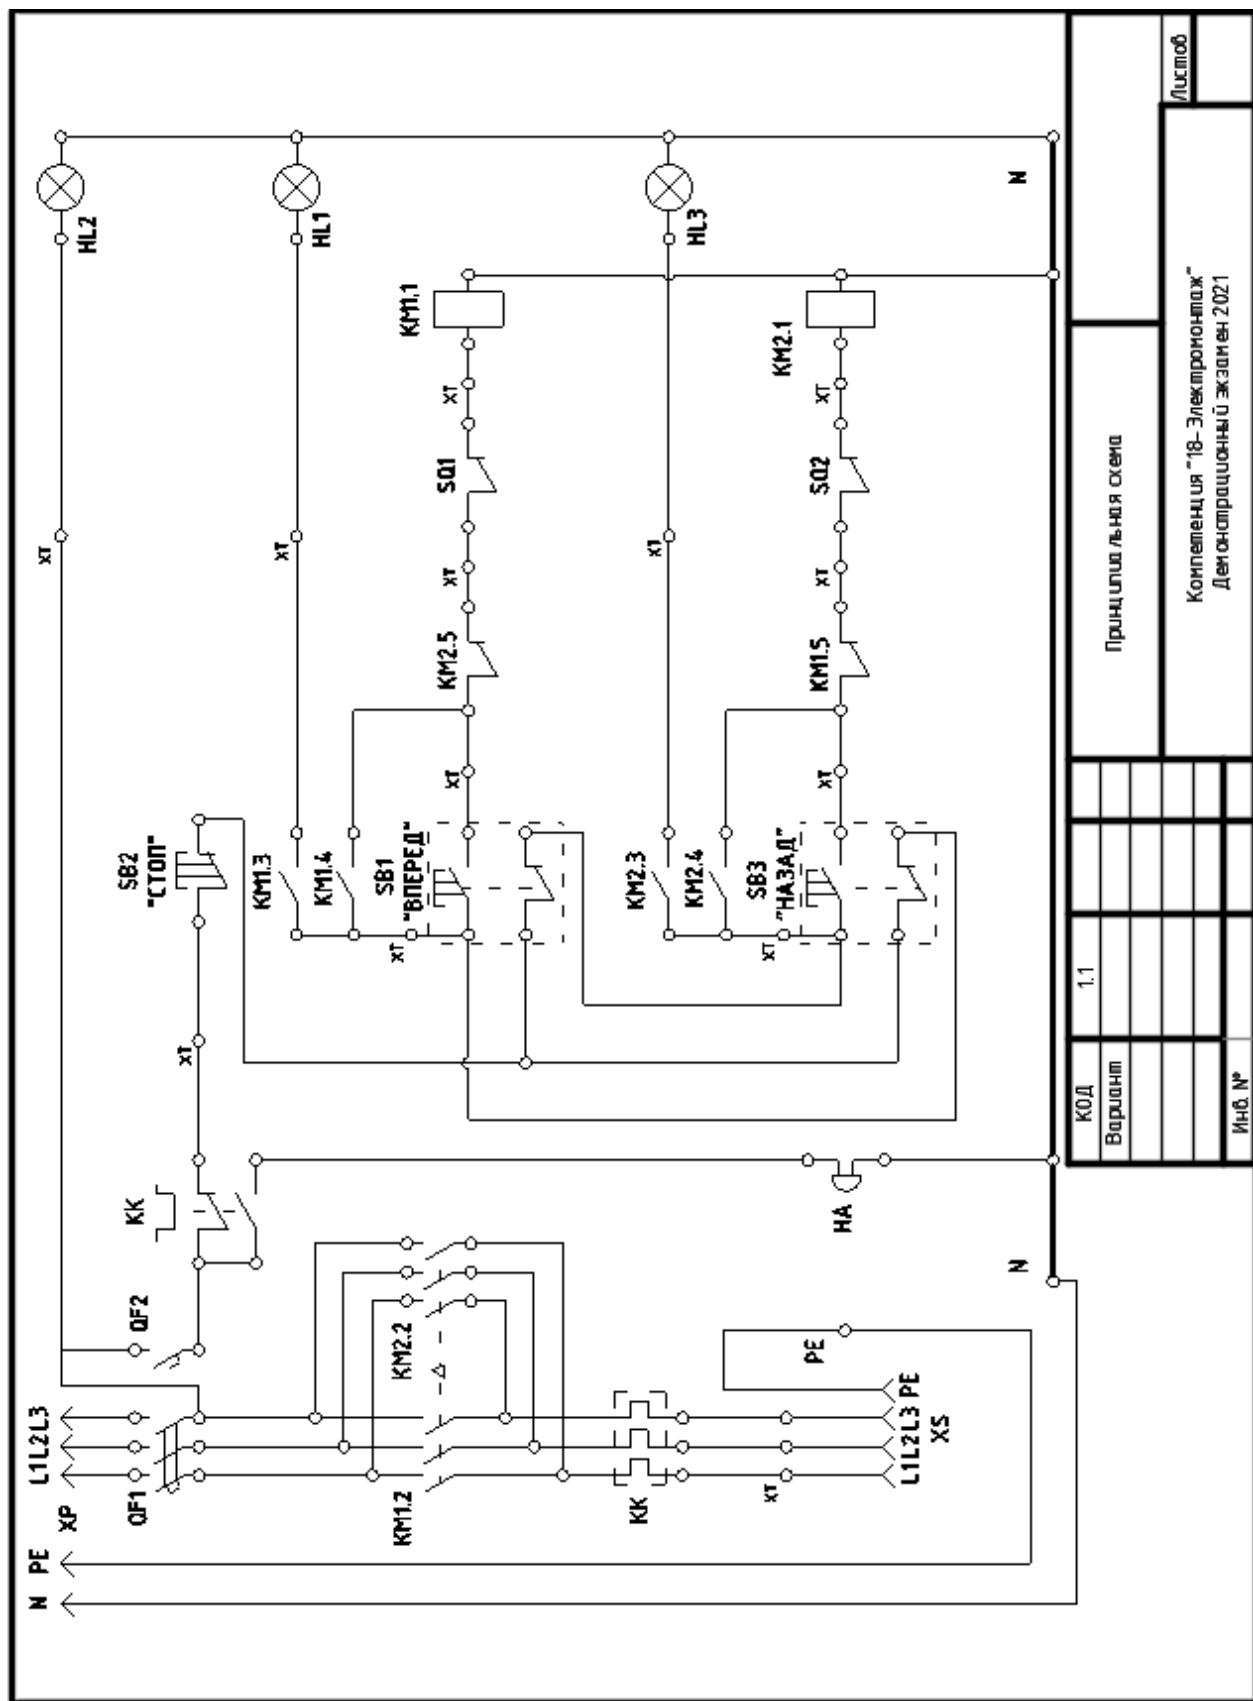 N
PE
XP
L1L2L3
QF1
QF2
KM1.2
KM2.2
KK
XT
L1L2L3 PE
XS
PE
KK
XT
SB2
"СТОП"
XT
HL2
KM1.3
XT
HL1
KM1.4
SB1
"ВПЕРЕД"
XT
XT
KM2.5
XT
SQ1
XT
KM1.1
KM2.3
XT
HL3
KM2.4
SB3
"НАЗАД"
XT
XT
KM1.5
XT
SQ2
XT
KM2.1
HA
N
N
КОД
1.1
Вариант
Инв. №
Принципиальная схема
Компетенция "18- Электромонтаж"
Демонстрационный экзамен 2021
Листов